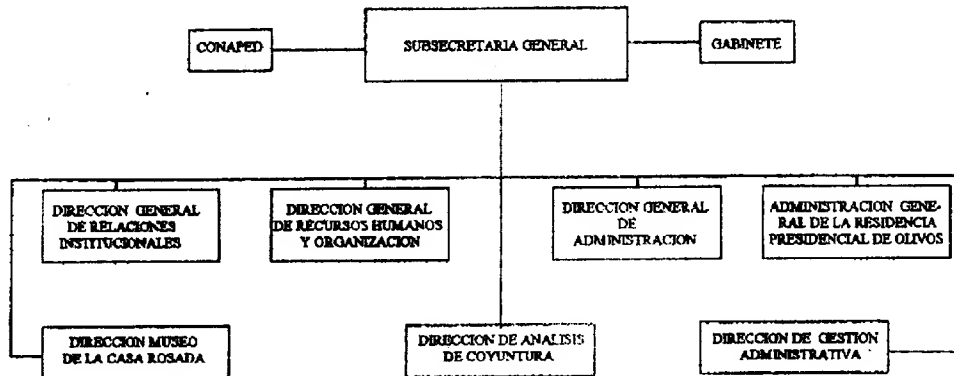 CONAPED
SUBSECRETARIA GENERAL
GABINETE
DIRECCION GENERAL
DE RELACIONES
INSTITUCIONALES
DIRECCION GENERAL
DE RECURSOS HUMANOS
Y ORGANIZACION
DIRECCION GENERAL
DE
ADMINISTRACION
ADMINISTRACION GENE-
RAL DE LA RESIDENCIA
PRESIDENCIAL DE OLIVOS
DIRECCION MUSEO
DE LA CASA ROSADA
DIRECCION DE ANALISIS
DE COYUNTURA
DIRECCION DE GESTION
ADMINISTRATIVA